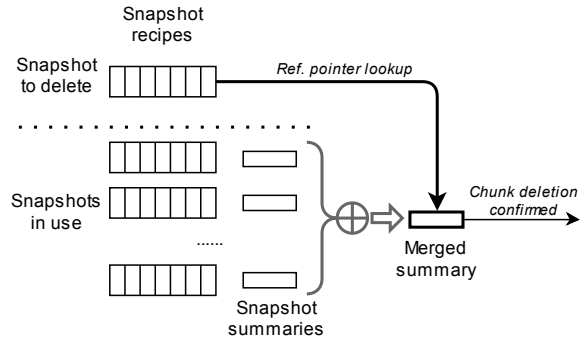 Snapshot
recipes
Snapshot
to delete
Ref. pointer lookup
Snapshots
in use
......
Chunk deletion
confirmed
Merged
summary
Snapshot
summaries